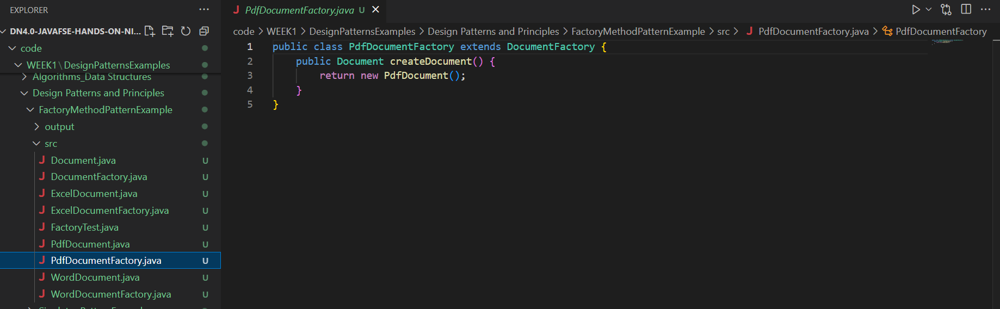 EXPLORER
DN4.0-JAVAFSE-HANDS-ON-NI...
code
WEEK1\DesignPatternsExamples
Algorithms_Data Structures
Design Patterns and Principles
FactoryMethodPatternExample
output
src
J Document.java U
J DocumentFactory.java U
J ExcelDocument.java U
J ExcelDocumentFactory.java U
J FactoryTest.java U
J PdfDocument.java U
J PdfDocumentFactory.java U
J WordDocument.java U
J WordDocumentFactory.java U
J PdfDocumentFactory.java U
code > WEEK1 > DesignPatternsExamples > Design Patterns and Principles > FactoryMethodPatternExample > src > J PdfDocumentFactory.java > PdfDocumentFactory
1 public class PdfDocumentFactory extends DocumentFactory {
2 public Document createDocument() {
3 return new PdfDocument();
4 }
5 }